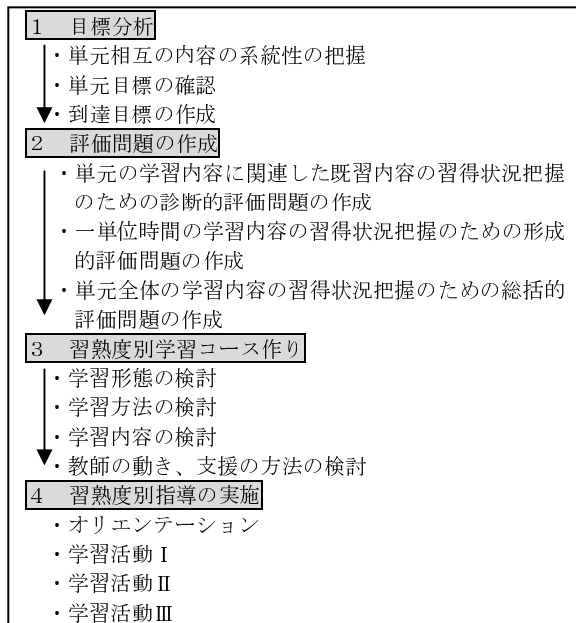 1 目標分析
・単元相互の内容の系統性の把握
・単元目標の確認
・到達目標の作成
2 評価問題の作成
・単元の学習内容に関連した既習内容の習得状況把握
のための診断的評価問題の作成
・一単位時間の学習内容の習得状況把握のための形成
的評価問題の作成
・単元全体の学習内容の習得状況把握のための総括的
評価問題の作成
3 習熟度別学習コース作り
・学習形態の検討
・学習方法の検討
・学習内容の検討
・教師の動き、支援の方法の検討
4 習熟度別指導の実施
・オリエンテーション
・学習活動Ⅰ
・学習活動Ⅱ
・学習活動Ⅲ